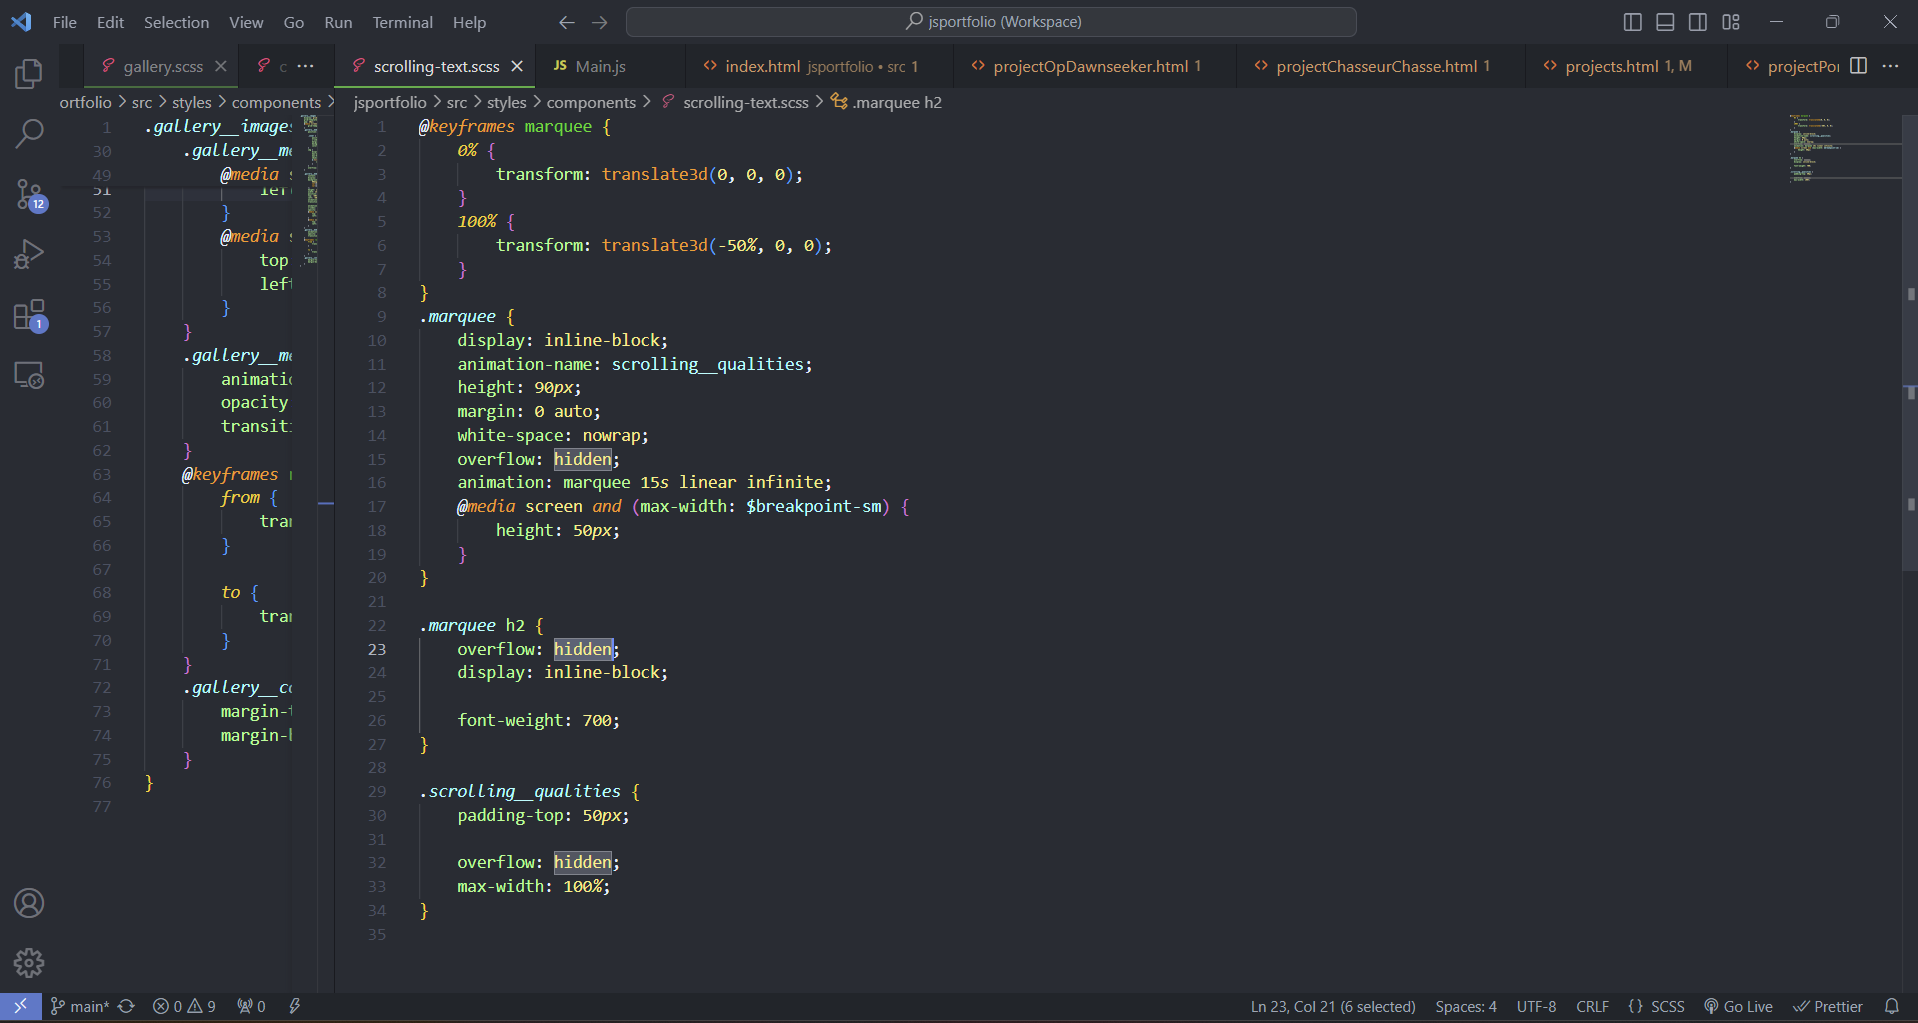 File Edit Selection View Go Run Terminal Help
jsportfolio (Workspace)
gallery.scss
c
scrolling-text.scss
JS Main.js
index.html jsportfolio • src 1
projectOpDawnseeker.html 1
projectChasseurChasse.html 1
projects.html 1, M
projectPo
ortfolio > src > styles > components >
1 .gallery__images
30 .gallery__me
49 @media s
51 lef
52 }
53 @media s
54 top
55 left
56 }
57 }
58 .gallery__me
59 animatio
60 opacity
61 transiti
62 }
63 @keyframes
64 from {
65 tran
66 }
67
68 to {
69 tran
70 }
71 }
72 .gallery__co
73 margin-t
74 margin-b
75 }
76 }
77
jsportfolio > src > styles > components > scrolling-text.scss > .marquee h2
1 @keyframes marquee {
2 0% {
3 transform: translate3d(0, 0, 0);
4 }
5 100% {
6 transform: translate3d(-50%, 0, 0);
7 }
8 }
9 .marquee {
10 display: inline-block;
11 animation-name: scrolling__qualities;
12 height: 90px;
13 margin: 0 auto;
14 white-space: nowrap;
15 overflow: hidden;
16 animation: marquee 15s linear infinite;
17 @media screen and (max-width: $breakpoint-sm) {
18 height: 50px;
19 }
20 }
21
22 .marquee h2 {
23 overflow: hidden;
24 display: inline-block;
25
26 font-weight: 700;
27 }
28
29 .scrolling__qualities {
30 padding-top: 50px;
31
32 overflow: hidden;
33 max-width: 100%;
34 }
35
12
1
main* 0 9 0
Ln 23, Col 21 (6 selected) Spaces: 4 UTF-8 CRLF {} SCSS Go Live Prettier